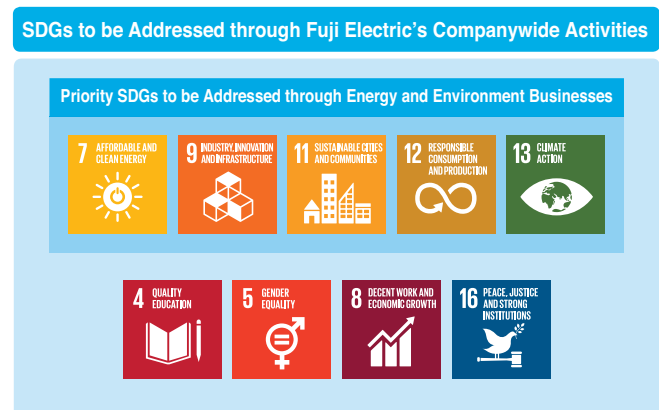 SDGs to be Addressed through Fuji Electric's Companywide Activities
Priority SDGs to be Addressed through Energy and Environment Businesses
7 AFFORDABLE AND
CLEAN ENERGY
9 INDUSTRY, INNOVATION
AND INFRASTRUCTURE
11 SUSTAINABLE CITIES
AND COMMUNITIES
12 RESPONSIBLE
CONSUMPTION
AND PRODUCTION
13 CLIMATE
ACTION
4 QUALITY
EDUCATION
5 GENDER
EQUALITY
8 DECENT WORK AND
ECONOMIC GROWTH
16 PEACE, JUSTICE
AND STRONG
INSTITUTIONS